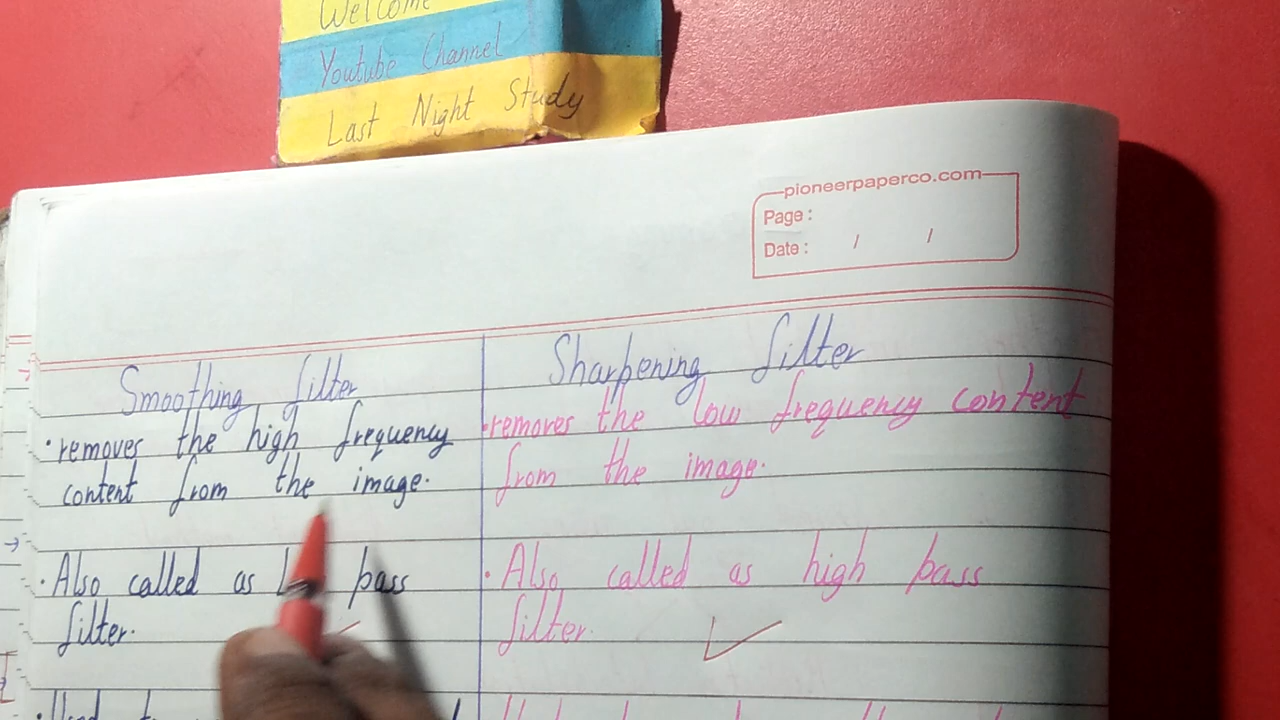 Welcome
Youtube Channel
Last Night Study
pioneerpaperco.com
Page :
Date : / /
Smoothing filter
• removes the high frequency
content from the image.
• Also called as pass
filter.
Sharpening filter
• removes the low frequency content
from the image.
• Also called as high pass
filter.